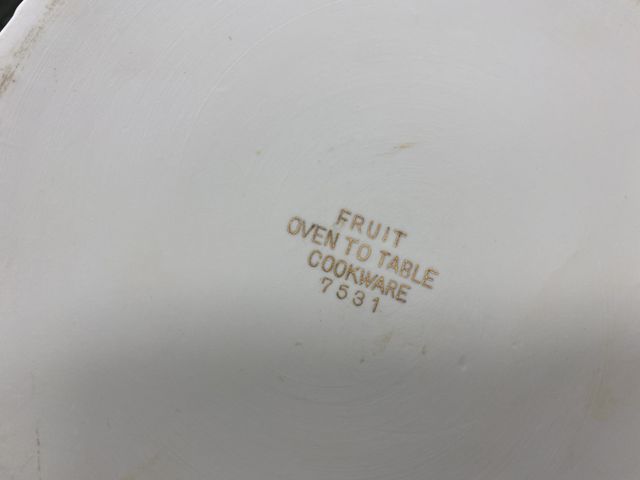 FRUIT
OVEN TO TABLE
COOKWARE
7531